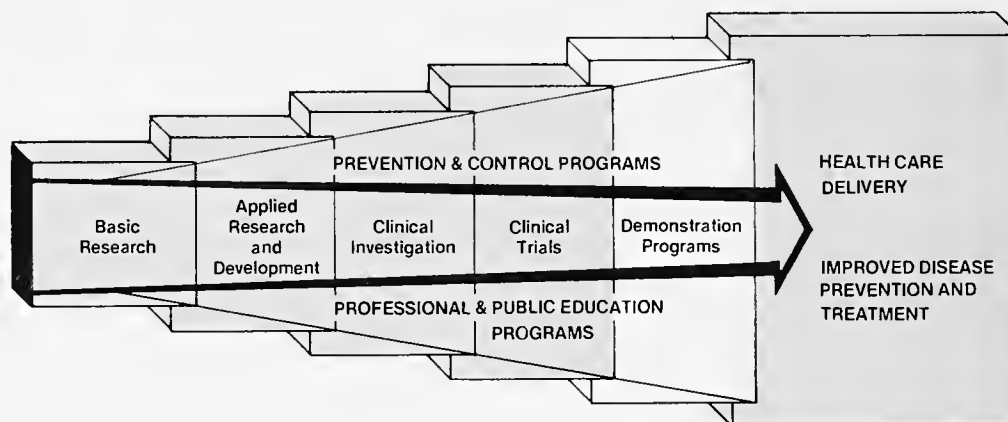 PREVENTION & CONTROL PROGRAMS
Basic
Research
Applied
Research
and
Development
Clinical
Investigation
Clinical
Trials
Demonstration
Programs
PROFESSIONAL & PUBLIC EDUCATION
PROGRAMS
HEALTH CARE
DELIVERY
IMPROVED DISEASE
PREVENTION AND
TREATMENT